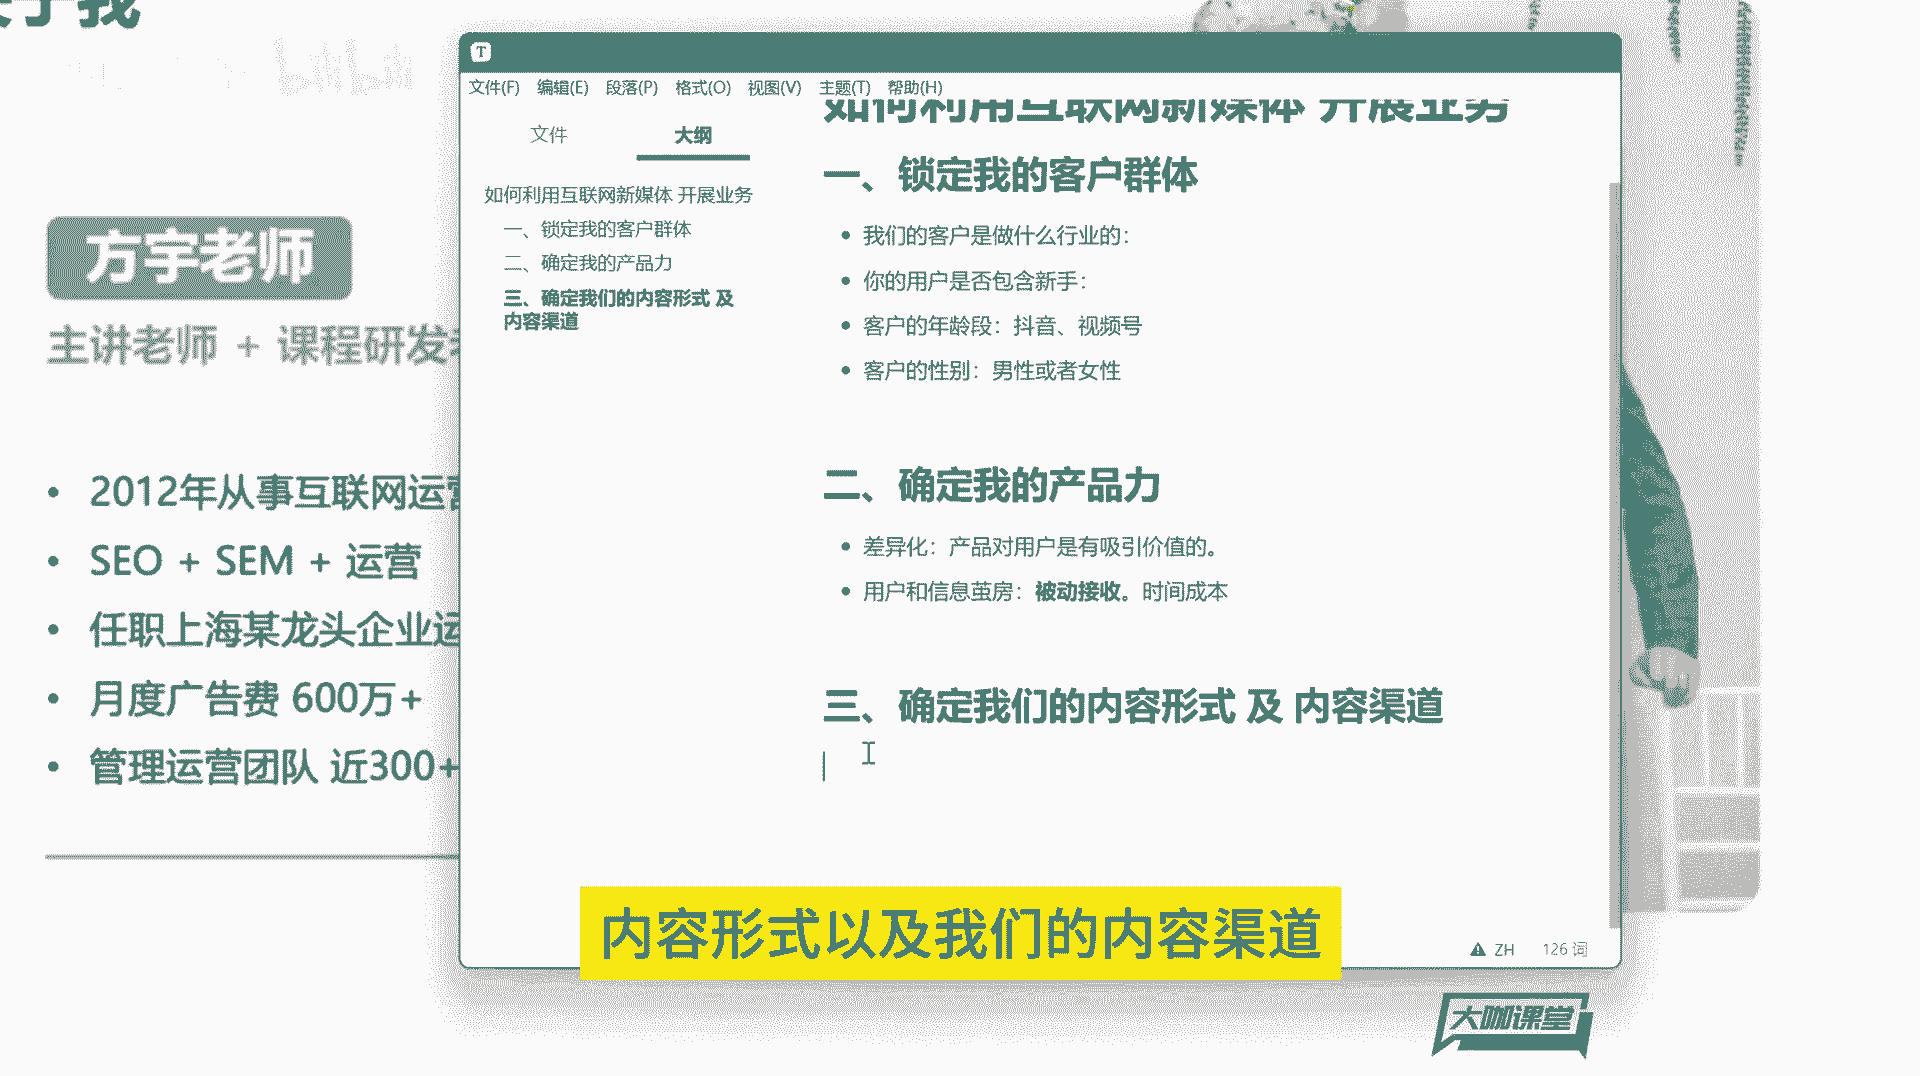 于我
bilibili
方宇老师
主讲老师 + 课程研发
• 2012年从事互联网运营
• SEO + SEM + 运营
• 任职上海某龙头企业运
• 月度广告费 600万+
• 管理运营团队 近300+
T
文件(F) 编辑(E) 段落(P) 格式(O) 视图(V) 主题(T) 帮助(H)
文件 大纲
如何利用互联网新媒体 开展业务
一、锁定我的客户群体
二、确定我的产品力
三、确定我们的内容形式 及
内容渠道
如何利用互联网新媒体 开展业务
一、锁定我的客户群体
• 我们的客户是做什么行业的：
• 你的用户是否包含新手：
• 客户的年龄段：抖音、视频号
• 客户的性别：男性或者女性
二、确定我的产品力
• 差异化：产品对用户是有吸引价值的。
• 用户和信息茧房：被动接收。时间成本
三、确定我们的内容形式 及 内容渠道
ZH 126 词
内容形式以及我们的内容渠道
大咖课堂